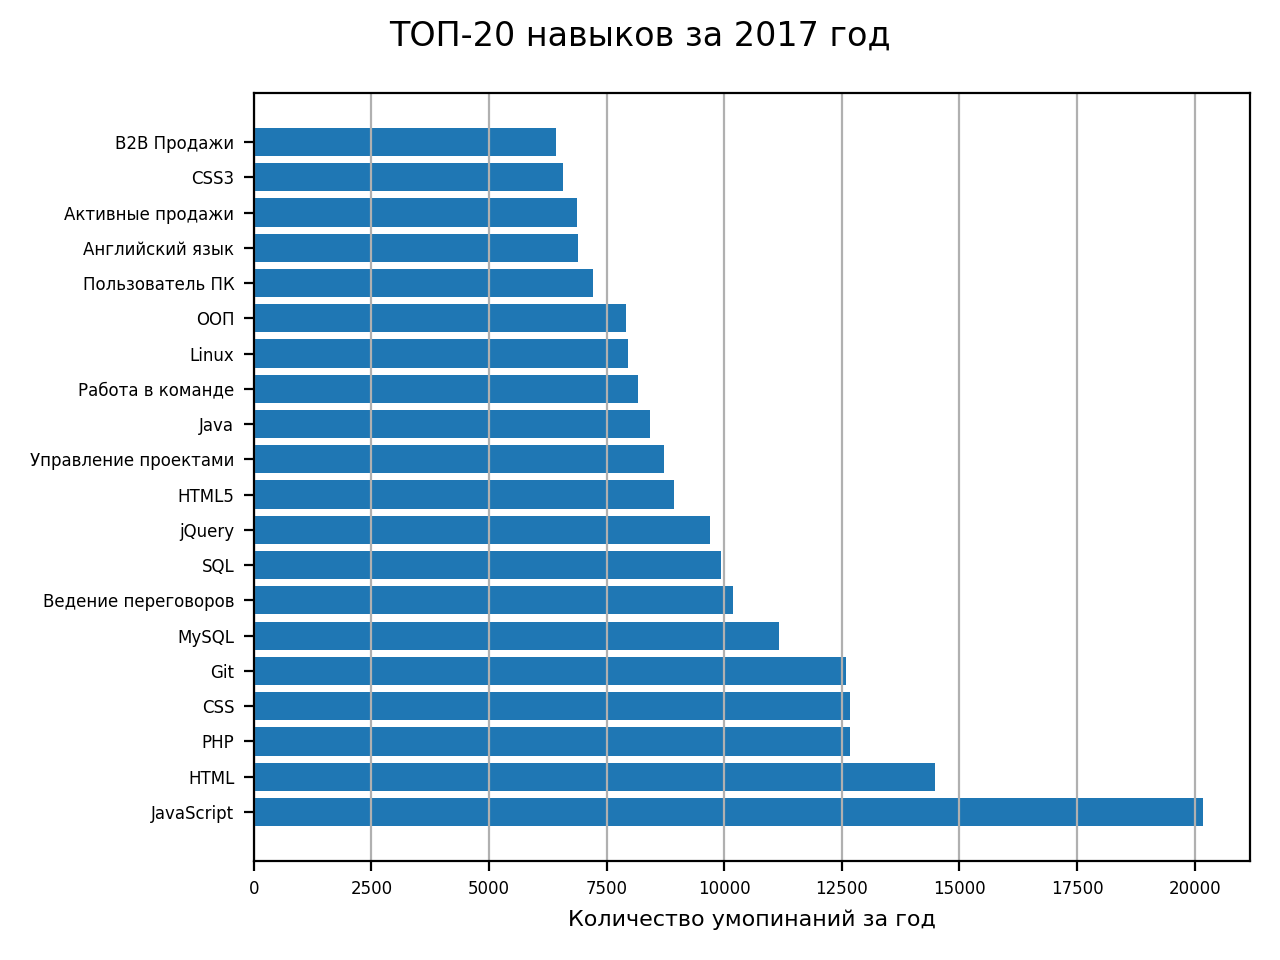 ТОП-20 навыков за 2017 год
B2B Продажи
CSS3
Активные продажи
Английский язык
Пользователь ПК
ООП
Linux
Работа в команде
Java
Управление проектами
HTML5
jQuery
SQL
Ведение переговоров
MySQL
Git
CSS
PHP
HTML
JavaScript
0 2500 5000 7500 10000 12500 15000 17500 20000
Количество умопинаний за год